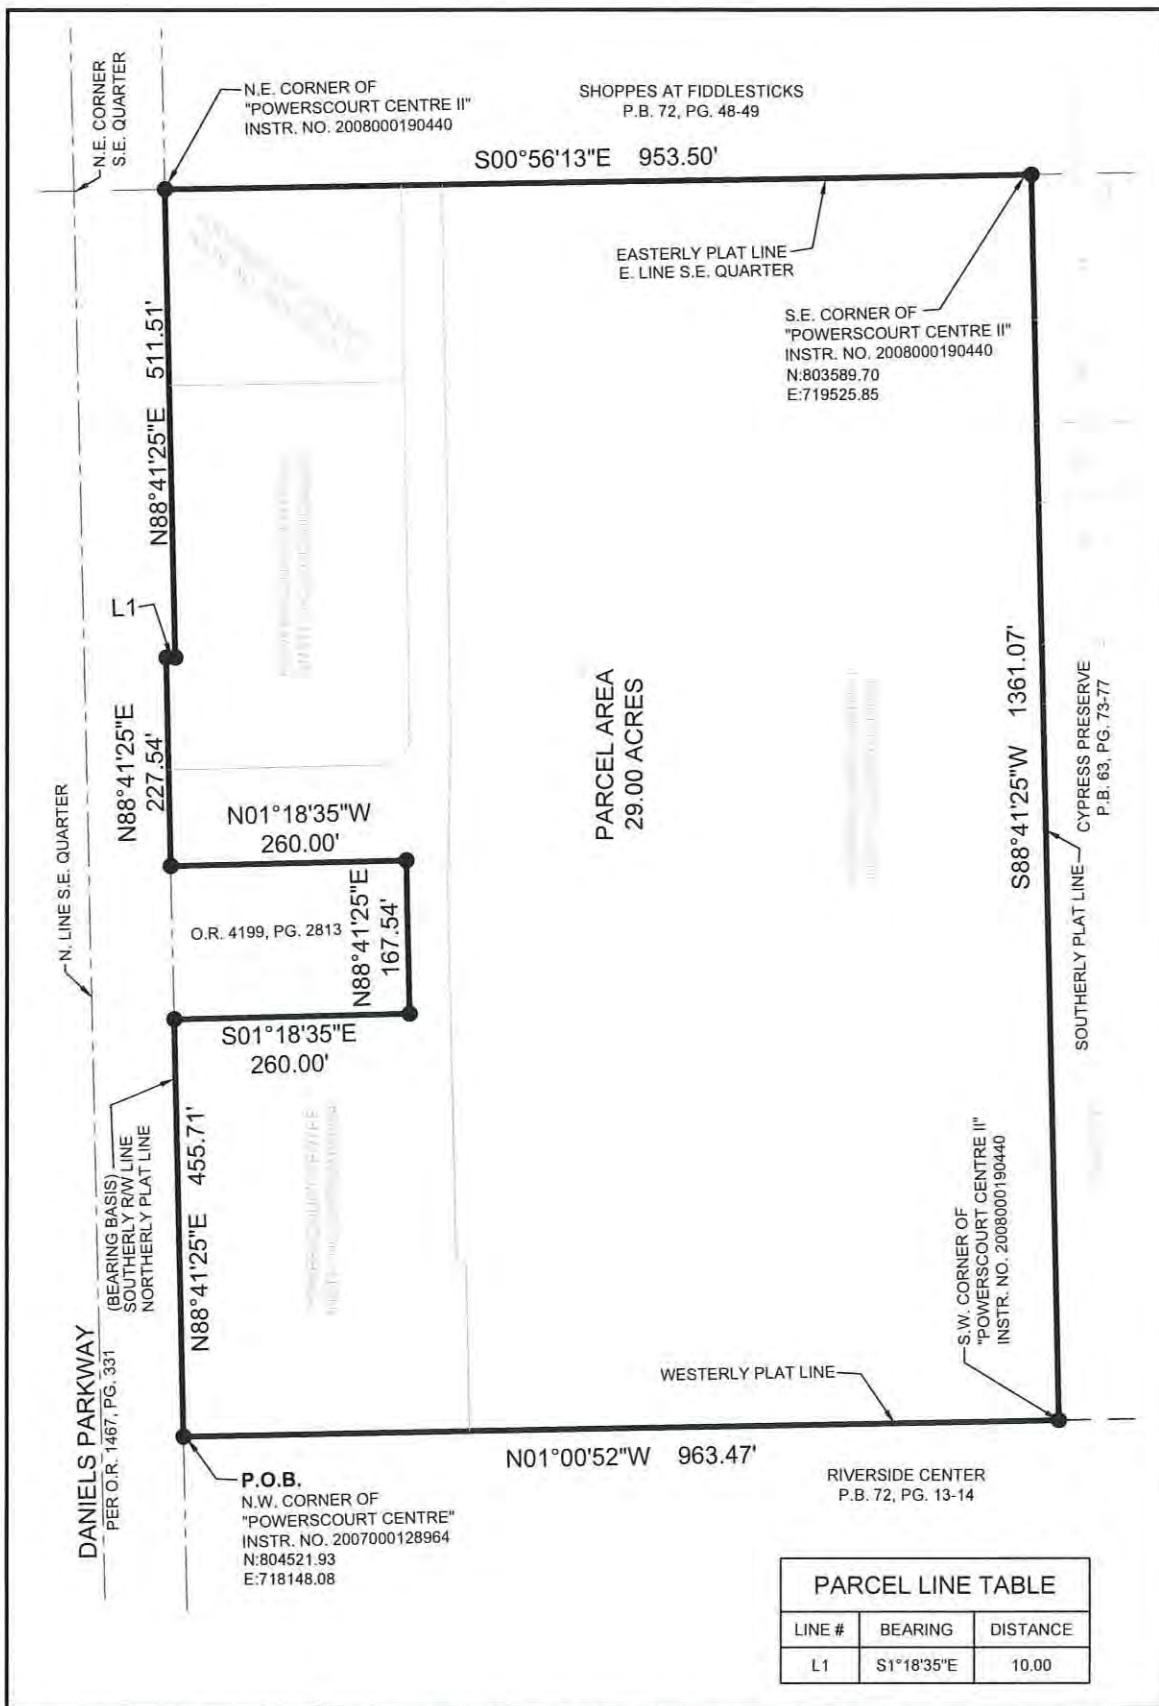 N.E. CORNER
S.E. QUARTER
N.E. CORNER OF
"POWERSCOURT CENTRE II"
INSTR. NO. 2008000190440
SHOPPES AT FIDDLESTICKS
P.B. 72, PG. 48-49
S00°56'13"E 953.50'
EASTERLY PLAT LINE
E. LINE S.E. QUARTER
S.E. CORNER OF
"POWERSCOURT CENTRE II"
INSTR. NO. 2008000190440
N:803589.70
E:719525.85
N88°41'25"E 511.51'
L1
N88°41'25"E
227.54'
N01°18'35"W
260.00'
N88°41'25"E
167.54'
O.R. 4199, PG. 2813
S01°18'35"E
260.00'
PARCEL AREA
29.00 ACRES
S88°41'25"W 1361.07'
CYPRESS PRESERVE
P.B. 63, PG. 73-77
SOUTHERLY PLAT LINE
N. LINE S.E. QUARTER
(BEARING BASIS)
SOUTHERLY R/W LINE
NORTHERLY PLAT LINE
N88°41'25"E 455.71'
DANIELS PARKWAY
PER O.R. 1467, PG. 331
S.W. CORNER OF
"POWERSCOURT CENTRE II"
INSTR. NO. 2008000190440
WESTERLY PLAT LINE
N01°00'52"W 963.47'
P.O.B.
N.W. CORNER OF
"POWERSCOURT CENTRE"
INSTR. NO. 2007000128964
N:804521.93
E:718148.08
RIVERSIDE CENTER
P.B. 72, PG. 13-14
PARCEL LINE TABLE
LINE # BEARING DISTANCE
L1 S1°18'35"E 10.00